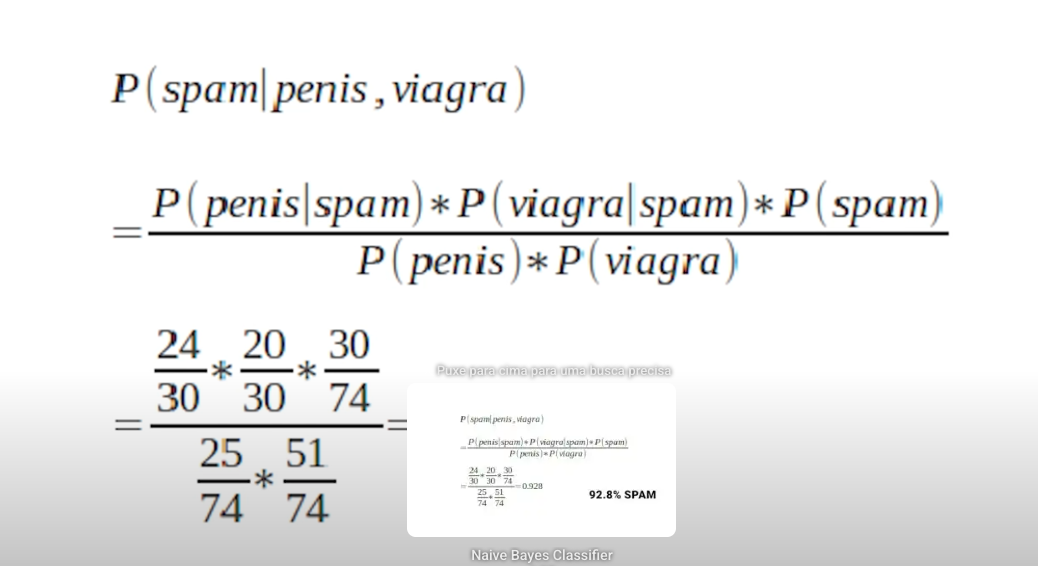 P(spam|penis,viagra)
= P(penis|spam)*P(viagra|spam)*P(spam)
P(penis)*P(viagra)
= 24/30 * 20/30 * 30/74 =
25/74 * 51/74
Puxe para cima para uma busca precisa
P(spam|penis,viagra)
= P(penis|spam)*P(viagra|spam)*P(spam)
P(penis)*P(viagra)
= 24/30 * 20/30 * 30/74 =0.928
25/74 * 51/74
92.8% SPAM
Naive Bayes Classifier